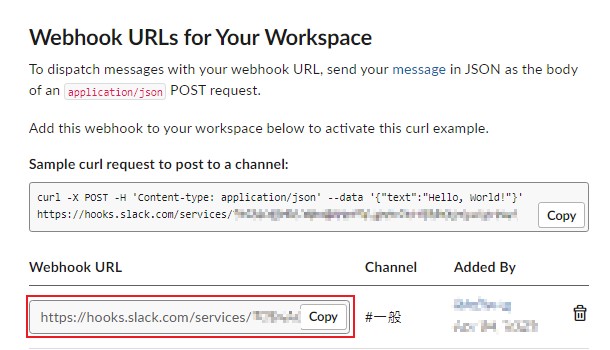 Webhook URLs for Your Workspace
To dispatch messages with your webhook URL, send your message in JSON as the body
of an application/json POST request.
Add this webhook to your workspace below to activate this curl example.
Sample curl request to post to a channel:
curl -X POST -H 'Content-type: application/json' --data '{"text":"Hello, World!"}'
https://hooks.slack.com/services/
Copy
Webhook URL Channel Added By
https://hooks.slack.com/services/ Copy #一般